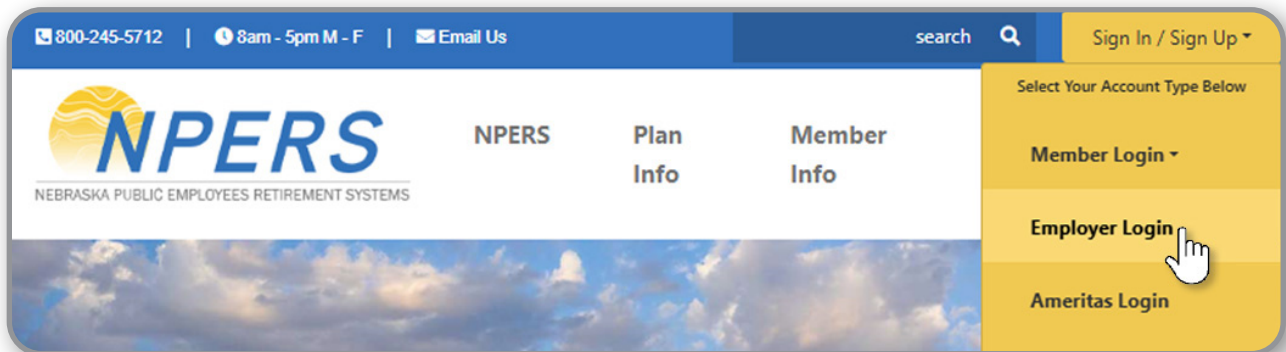 800-245-5712 | 8am - 5pm M - F | Email Us
search
Sign In / Sign Up
Select Your Account Type Below
NPERS
NEBRASKA PUBLIC EMPLOYEES RETIREMENT SYSTEMS
NPERS
Plan
Info
Member
Info
Member Login
Employer Login
Ameritas Login